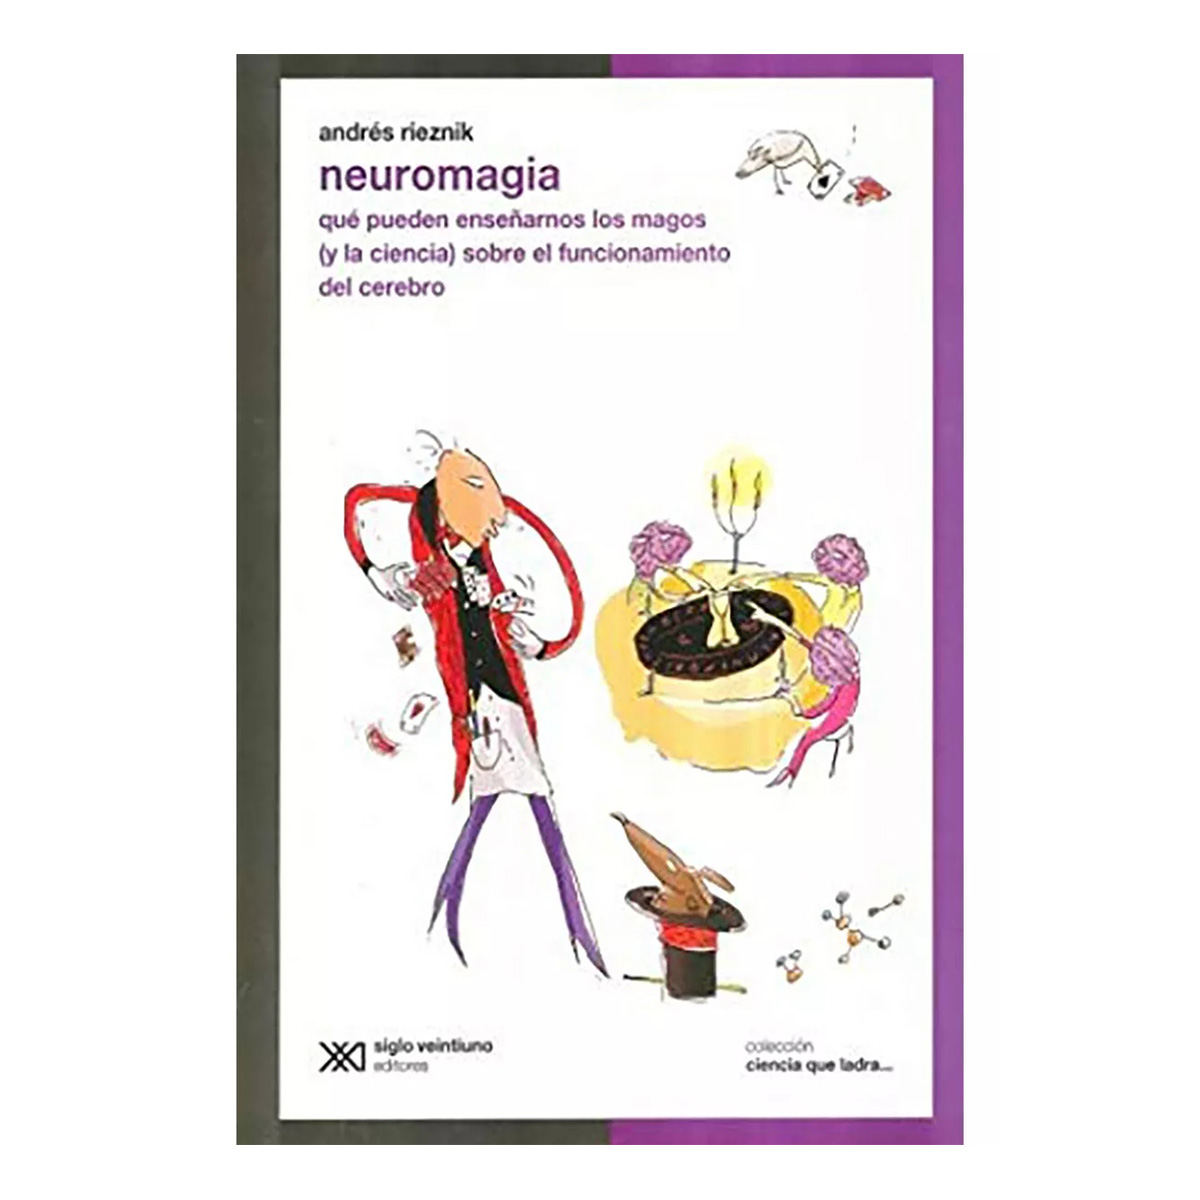 andrés rieznik
neuromagia
qué pueden enseñarnos los magos
(y la ciencia) sobre el funcionamiento
del cerebro
siglo veintiuno
editores
colección
ciencia que ladra...